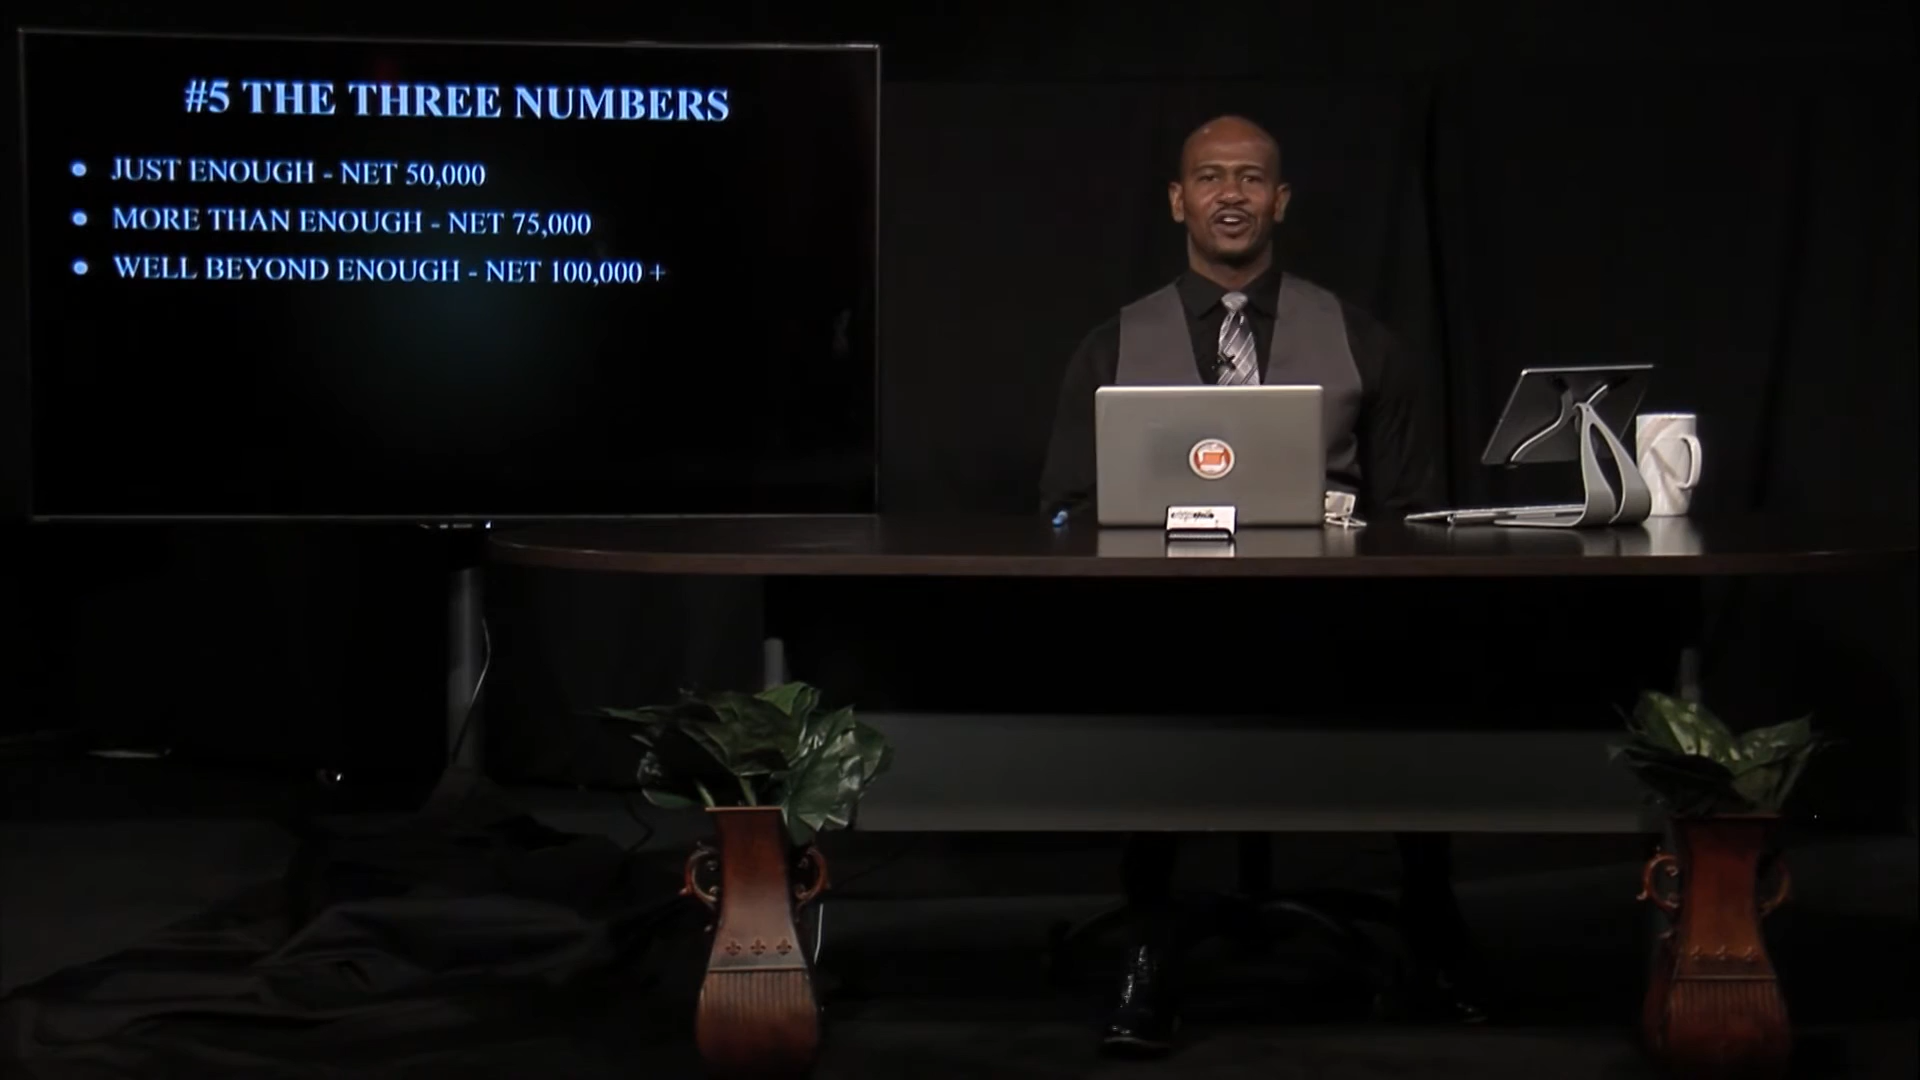 #5 THE THREE NUMBERS
• JUST ENOUGH - NET 50,000
• MORE THAN ENOUGH - NET 75,000
• WELL BEYOND ENOUGH - NET 100,000 +